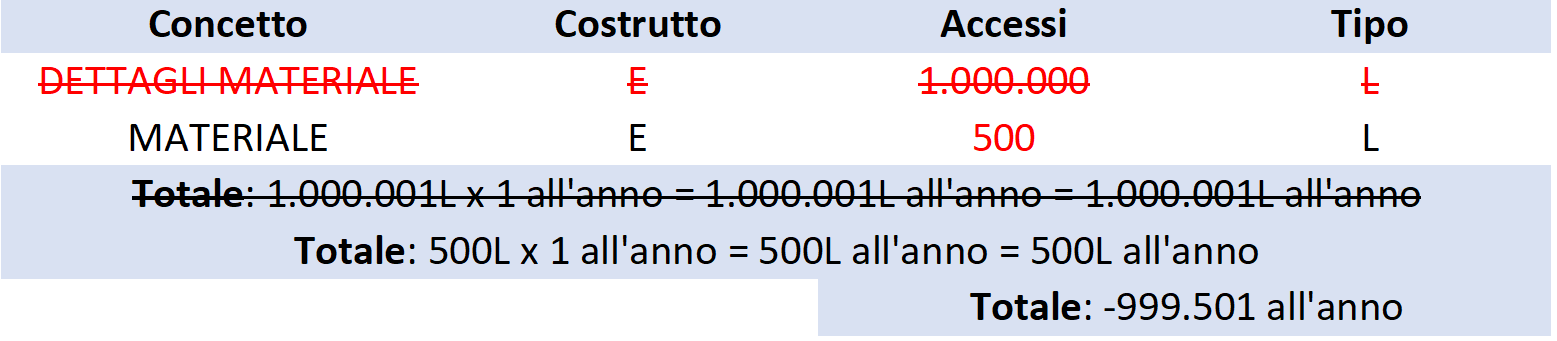 Concetto Costrutto Accessi Tipo
DETTAGLI MATERIALE E 1.000.000 L
MATERIALE E 500 L
Totale: 1.000.001L x 1 all'anno = 1.000.001L all'anno = 1.000.001L all'anno
Totale: 500L x 1 all'anno = 500L all'anno = 500L all'anno
Totale: -999.501 all'anno